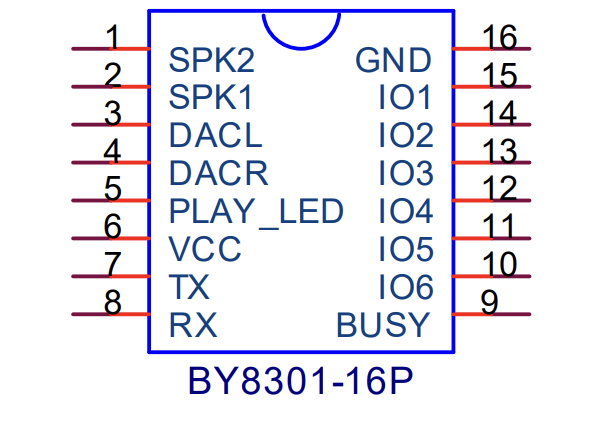 1 SPK2 GND 16
2 SPK1 IO1 15
3 DACL IO2 14
4 DACR IO3 13
5 PLAY_LED IO4 12
6 VCC IO5 11
7 TX IO6 10
8 RX BUSY 9
BY8301-16P